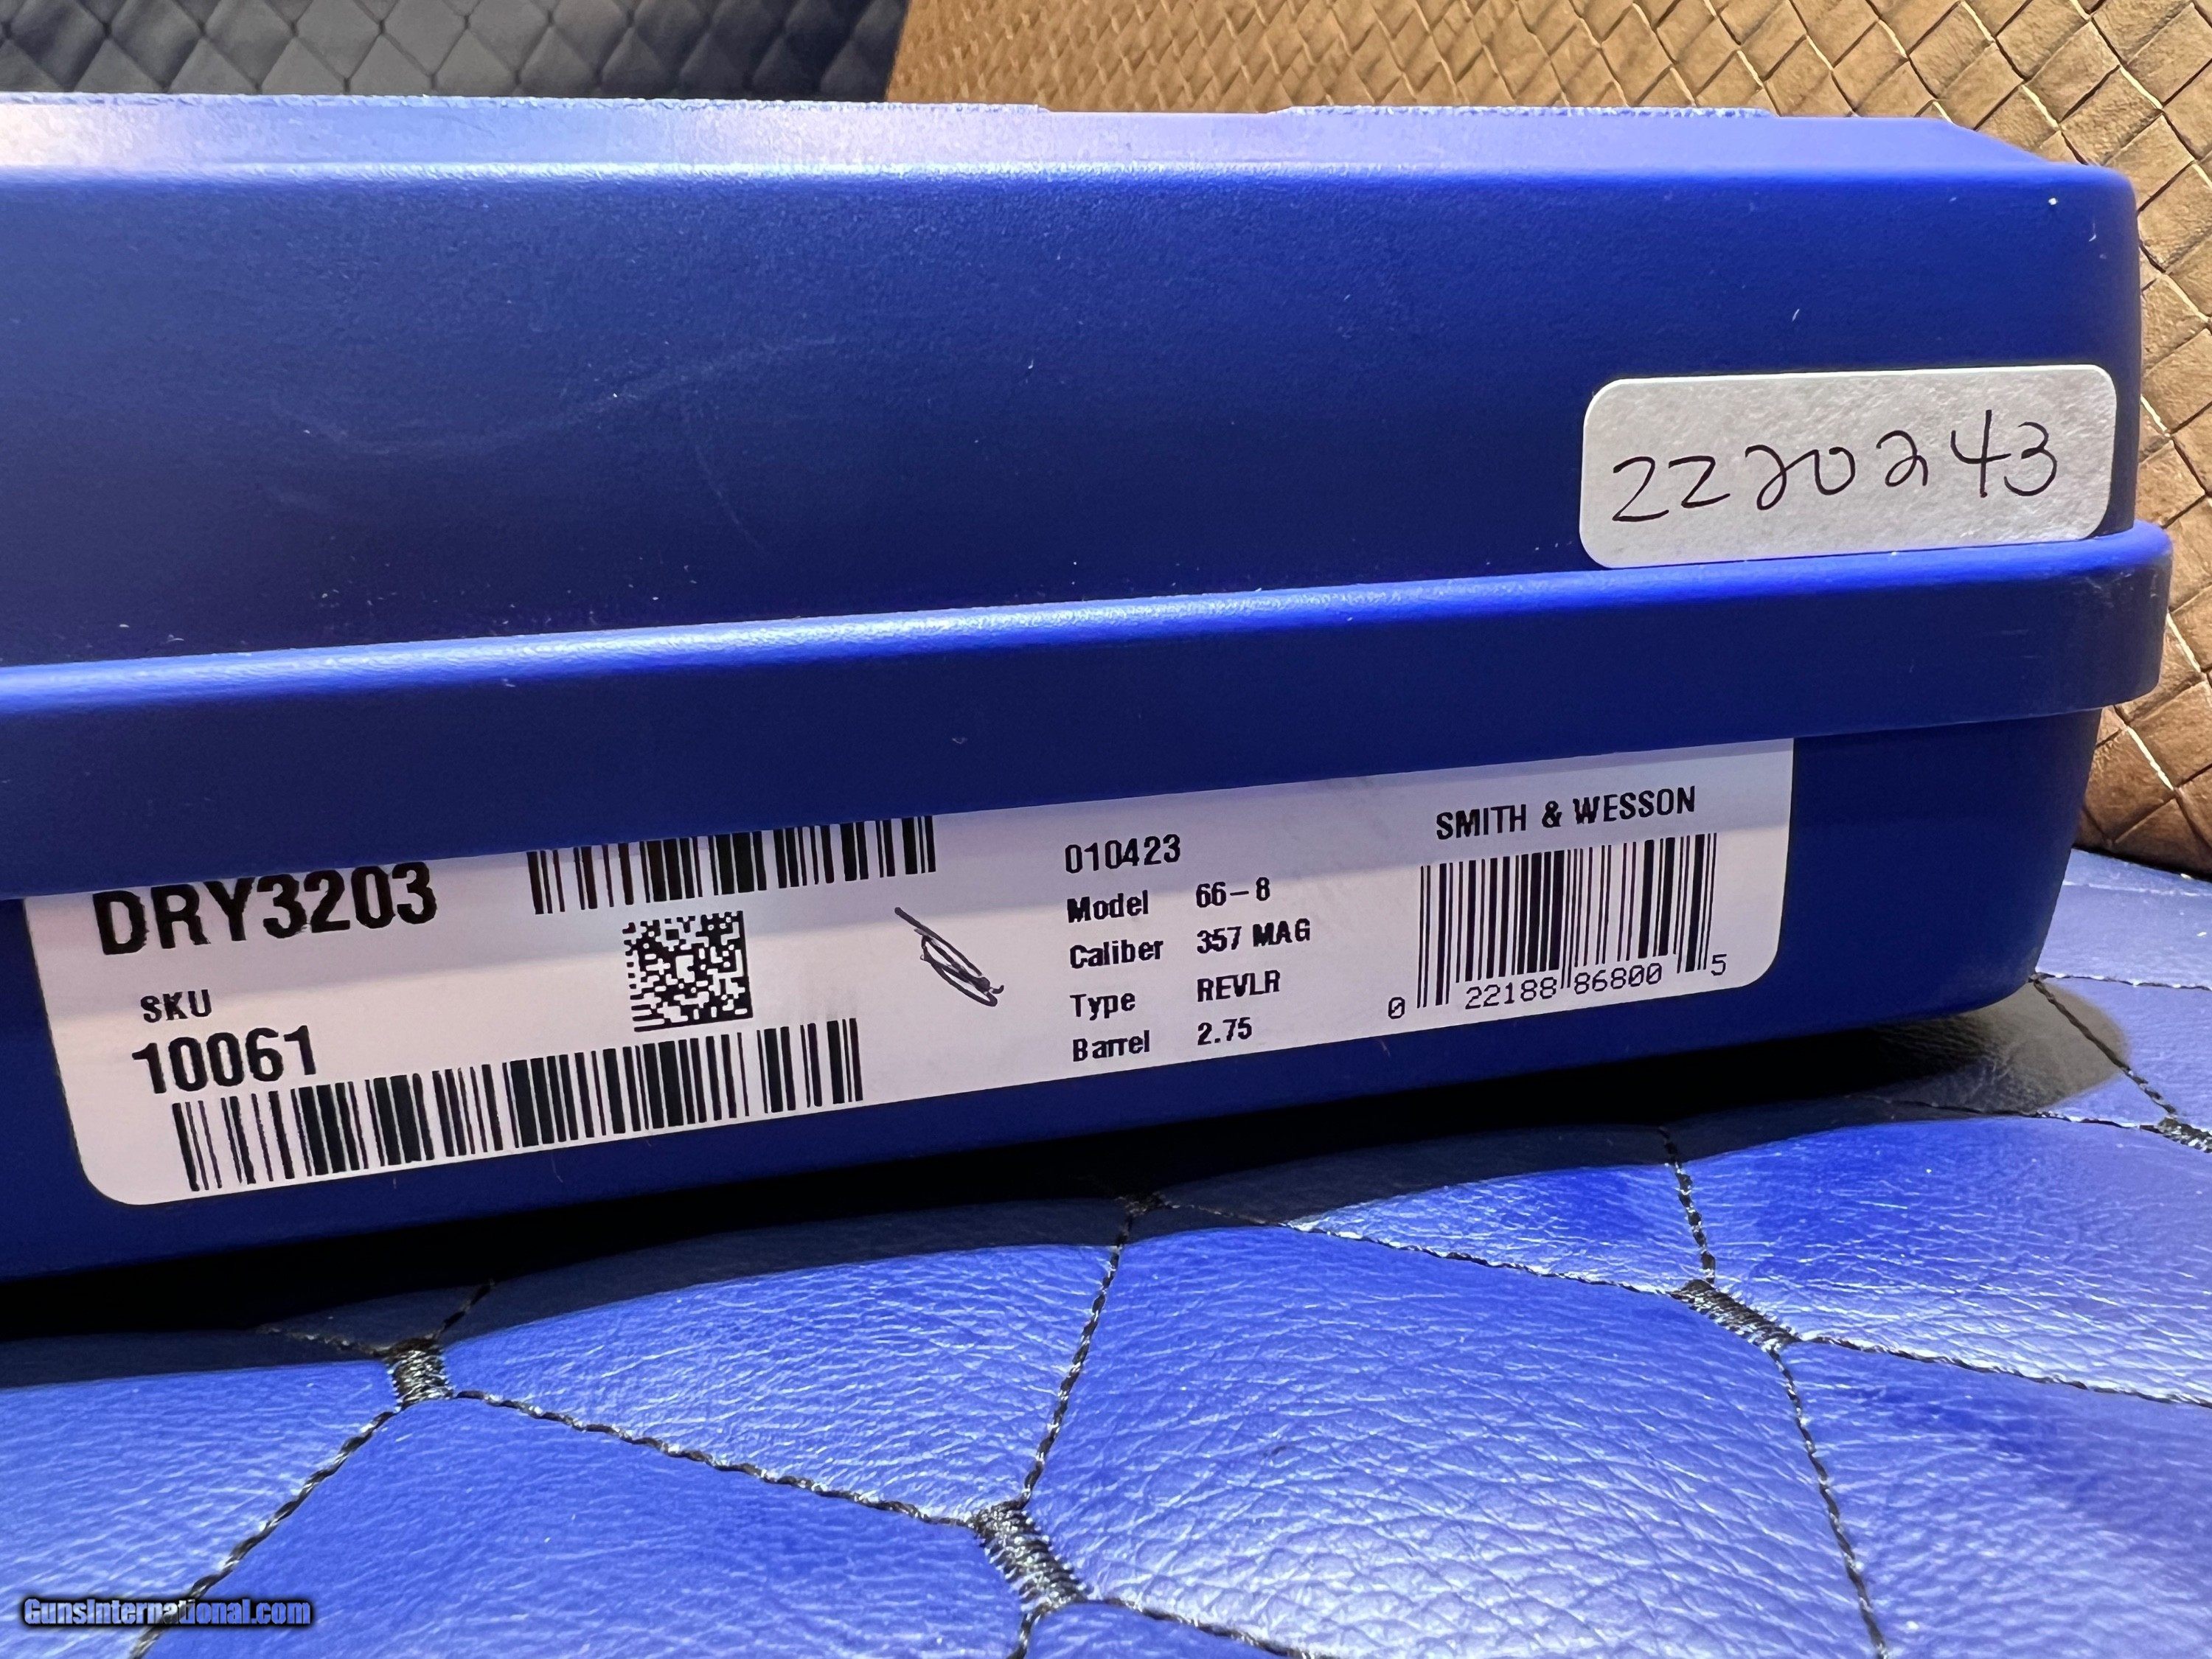 2220243
SMITH & WESSON
DRY3203
010423
Model 66-8
Caliber 357 MAG
Type REVLR
Barrel 2.75
0 22188 86800 5
SKU
10061
GunsInternational.com